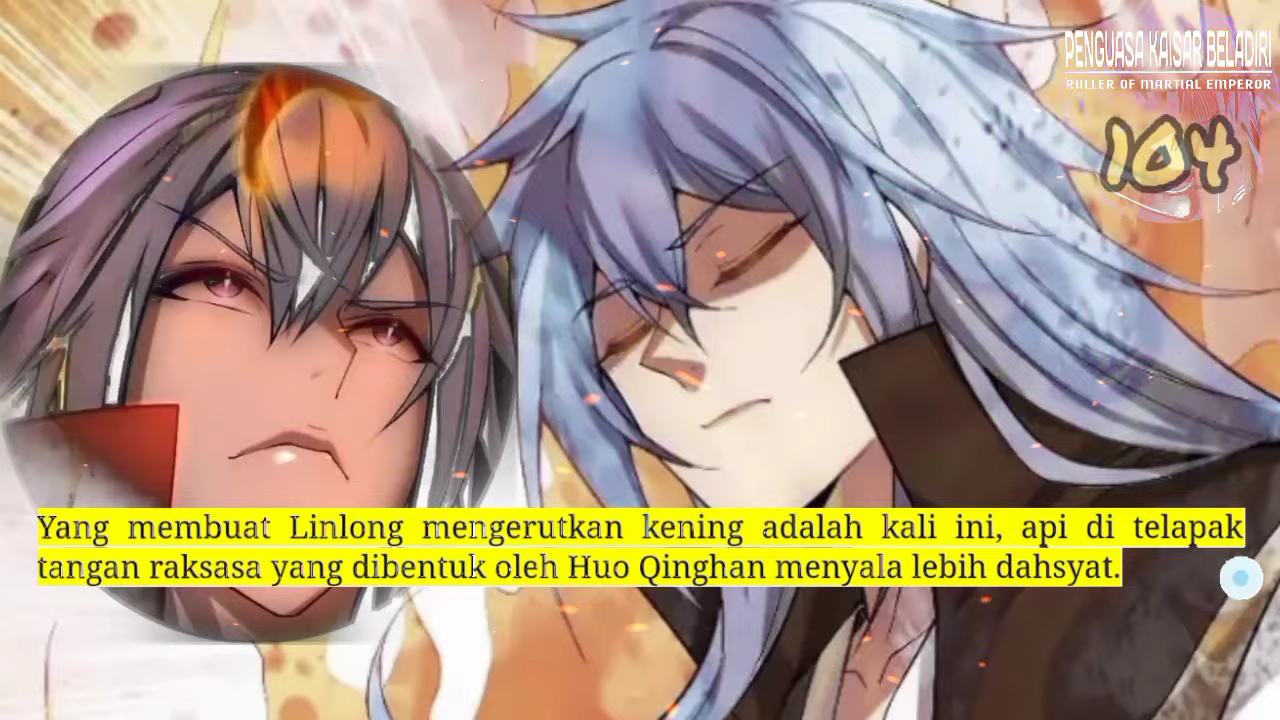 PENGUASA KAISAR BELADIRI
RULLER OF MARTIAL EMPEROR
104
Yang membuat Linlong mengerutkan kening adalah kali ini, api di telapak
tangan raksasa yang dibentuk oleh Huo Qinghan menyala lebih dahsyat.